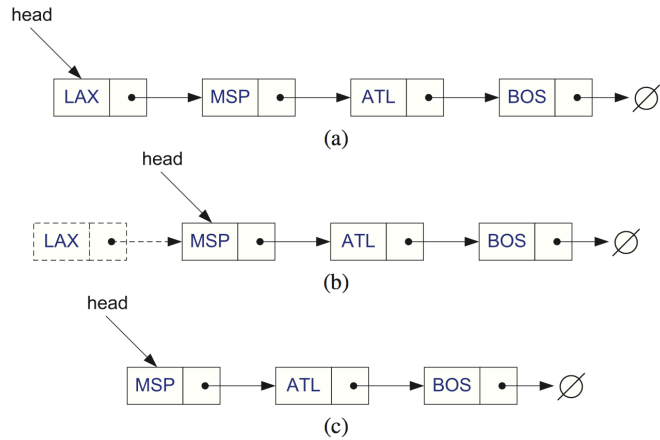 head
LAX MSP ATL BOS ∅
(a)
head
LAX MSP ATL BOS ∅
(b)
head
MSP ATL BOS ∅
(c)